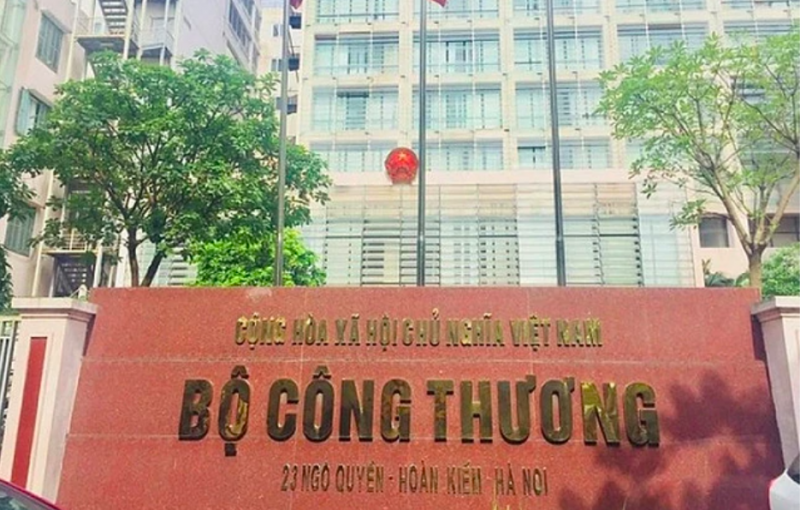 CỘNG HÒA XÃ HỘI CHỦ NGHĨA VIỆT NAM
BỘ CÔNG THƯƠNG
23 NGÔ QUYỀN - HOÀN KIẾM - HÀ NỘI